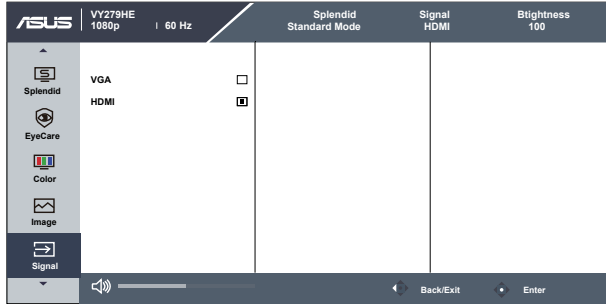 ASUS
VY279HE
1080p | 60 Hz
Splendid
Standard Mode
Signal
HDMI
Btightness
100
Splendid
EyeCare
Color
Image
Signal
VGA
HDMI
Back/Exit
Enter